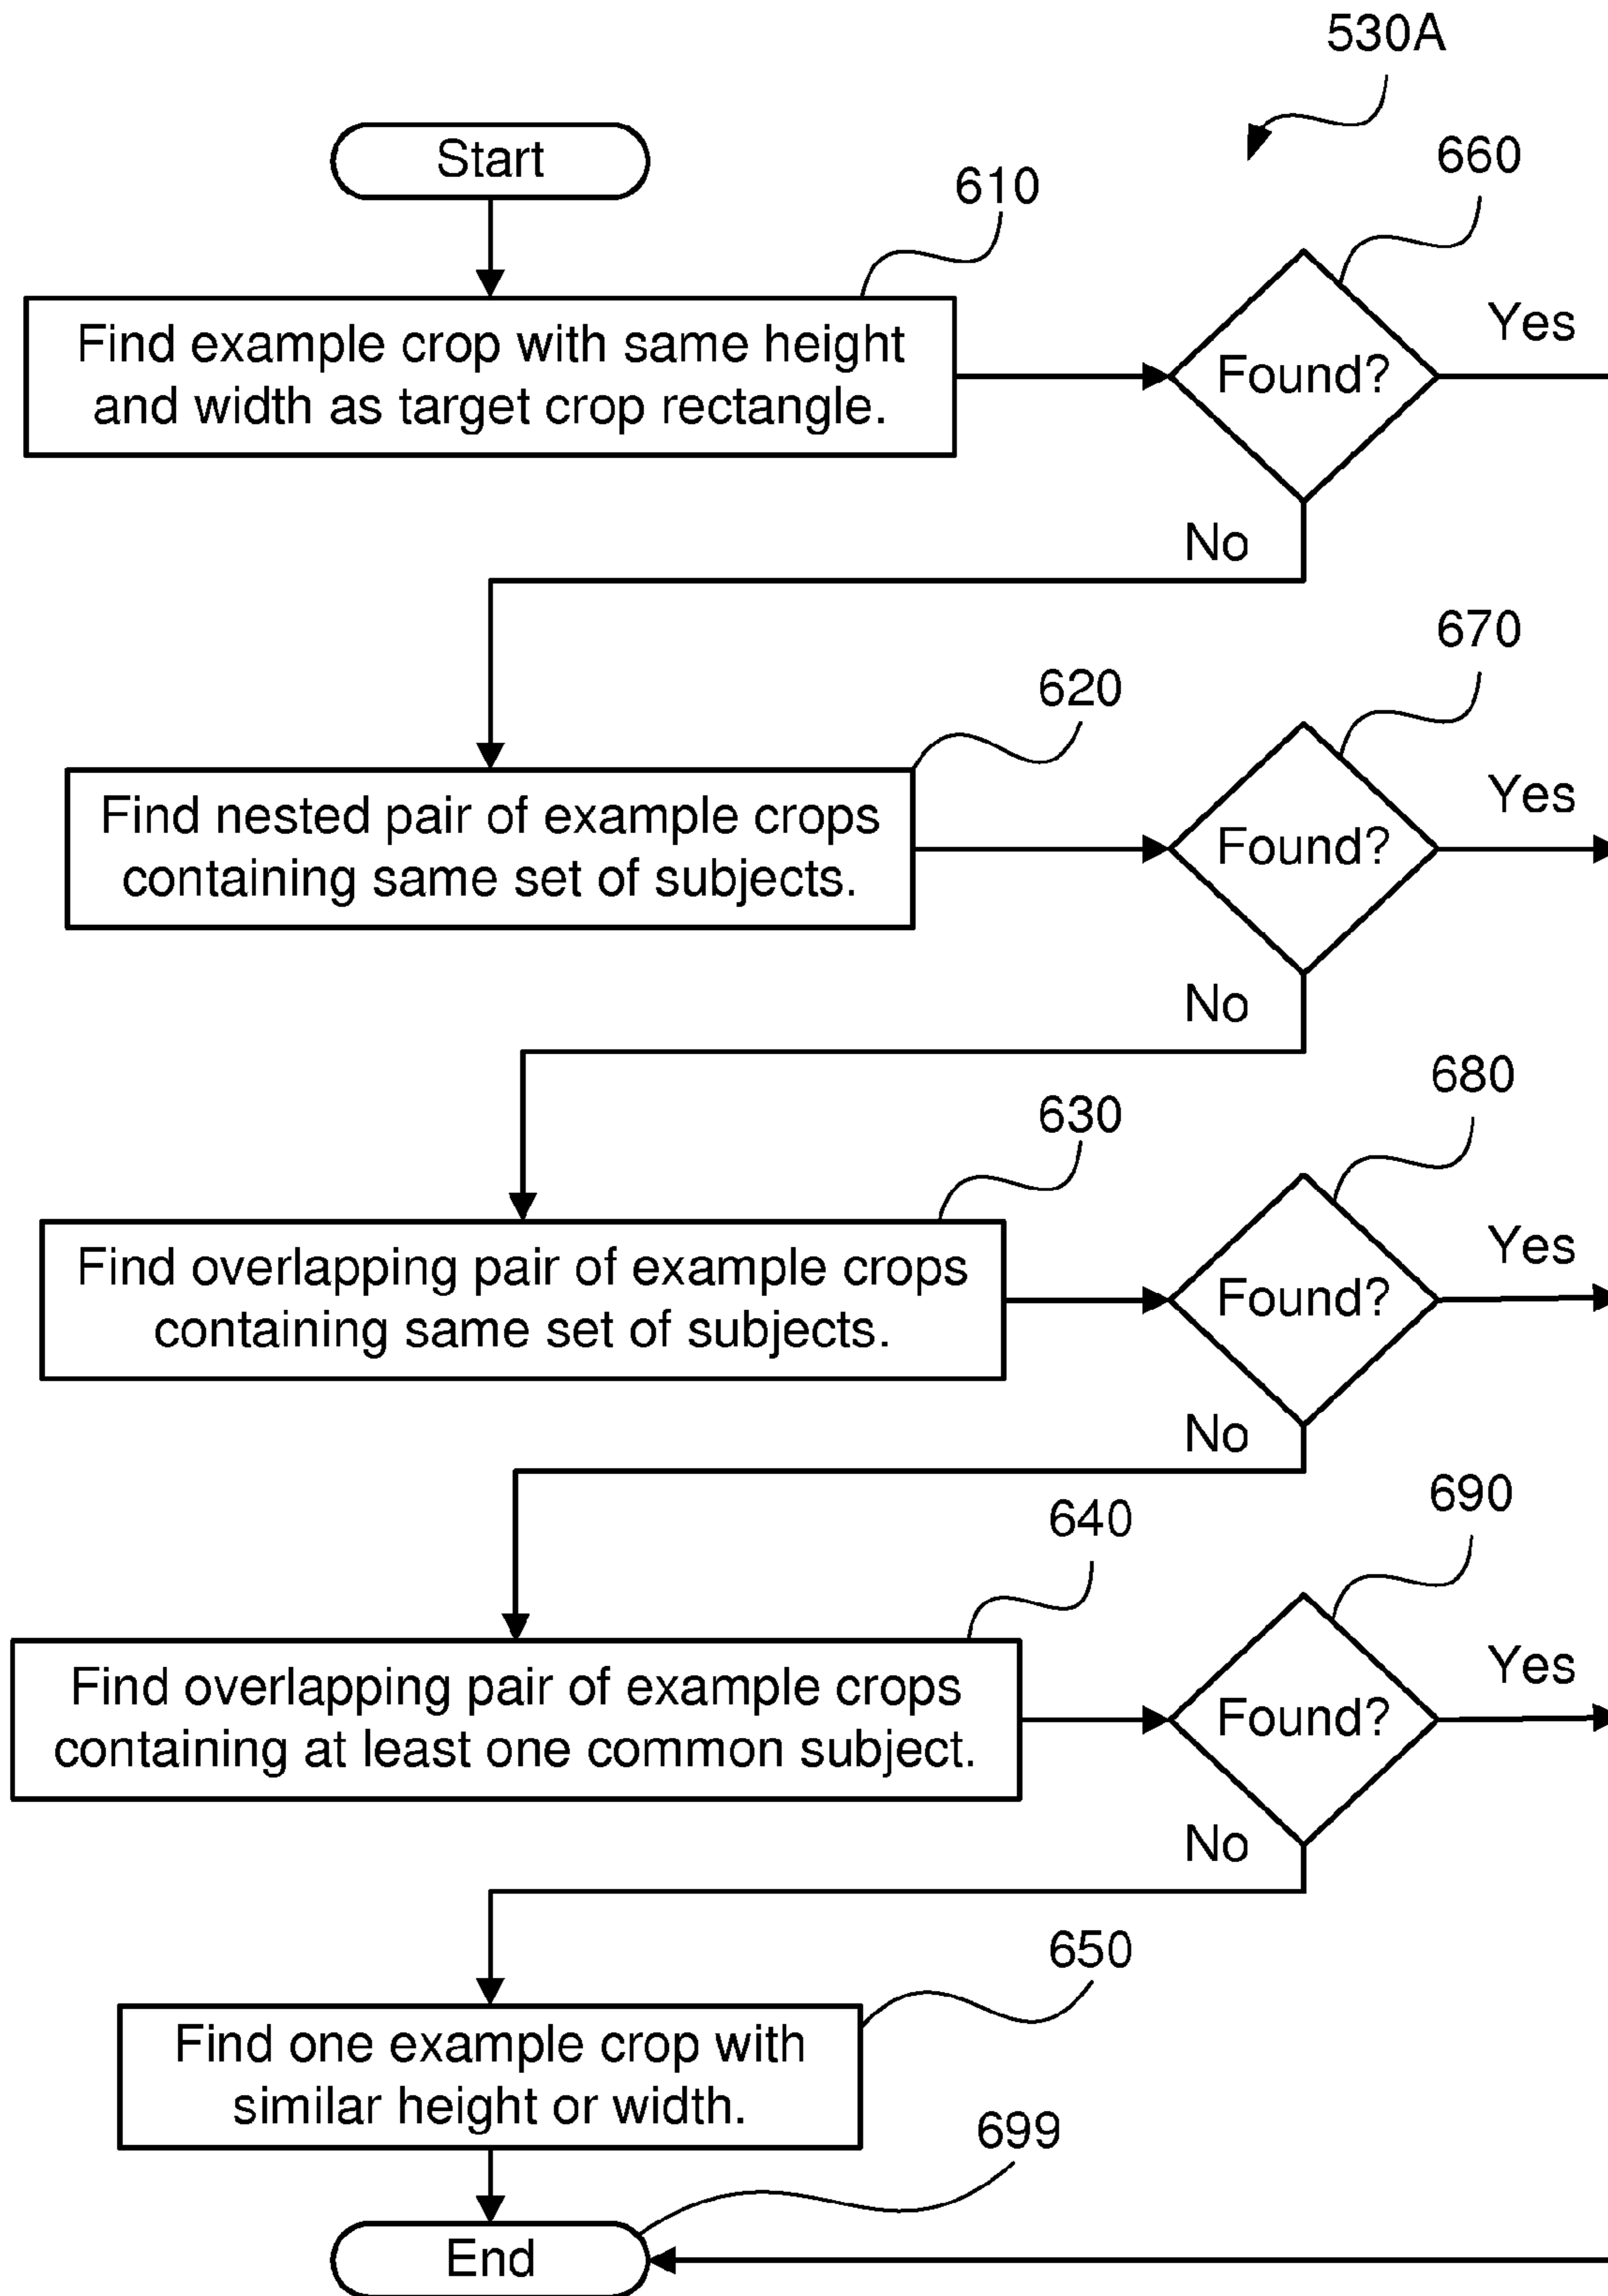 530A
Start
610
660
Find example crop with same height
and width as target crop rectangle.
Found?
Yes
No
620
670
Find nested pair of example crops
containing same set of subjects.
Found?
Yes
No
630
680
Find overlapping pair of example crops
containing same set of subjects.
Found?
Yes
No
640
690
Find overlapping pair of example crops
containing at least one common subject.
Found?
Yes
No
650
Find one example crop with
similar height or width.
699
End